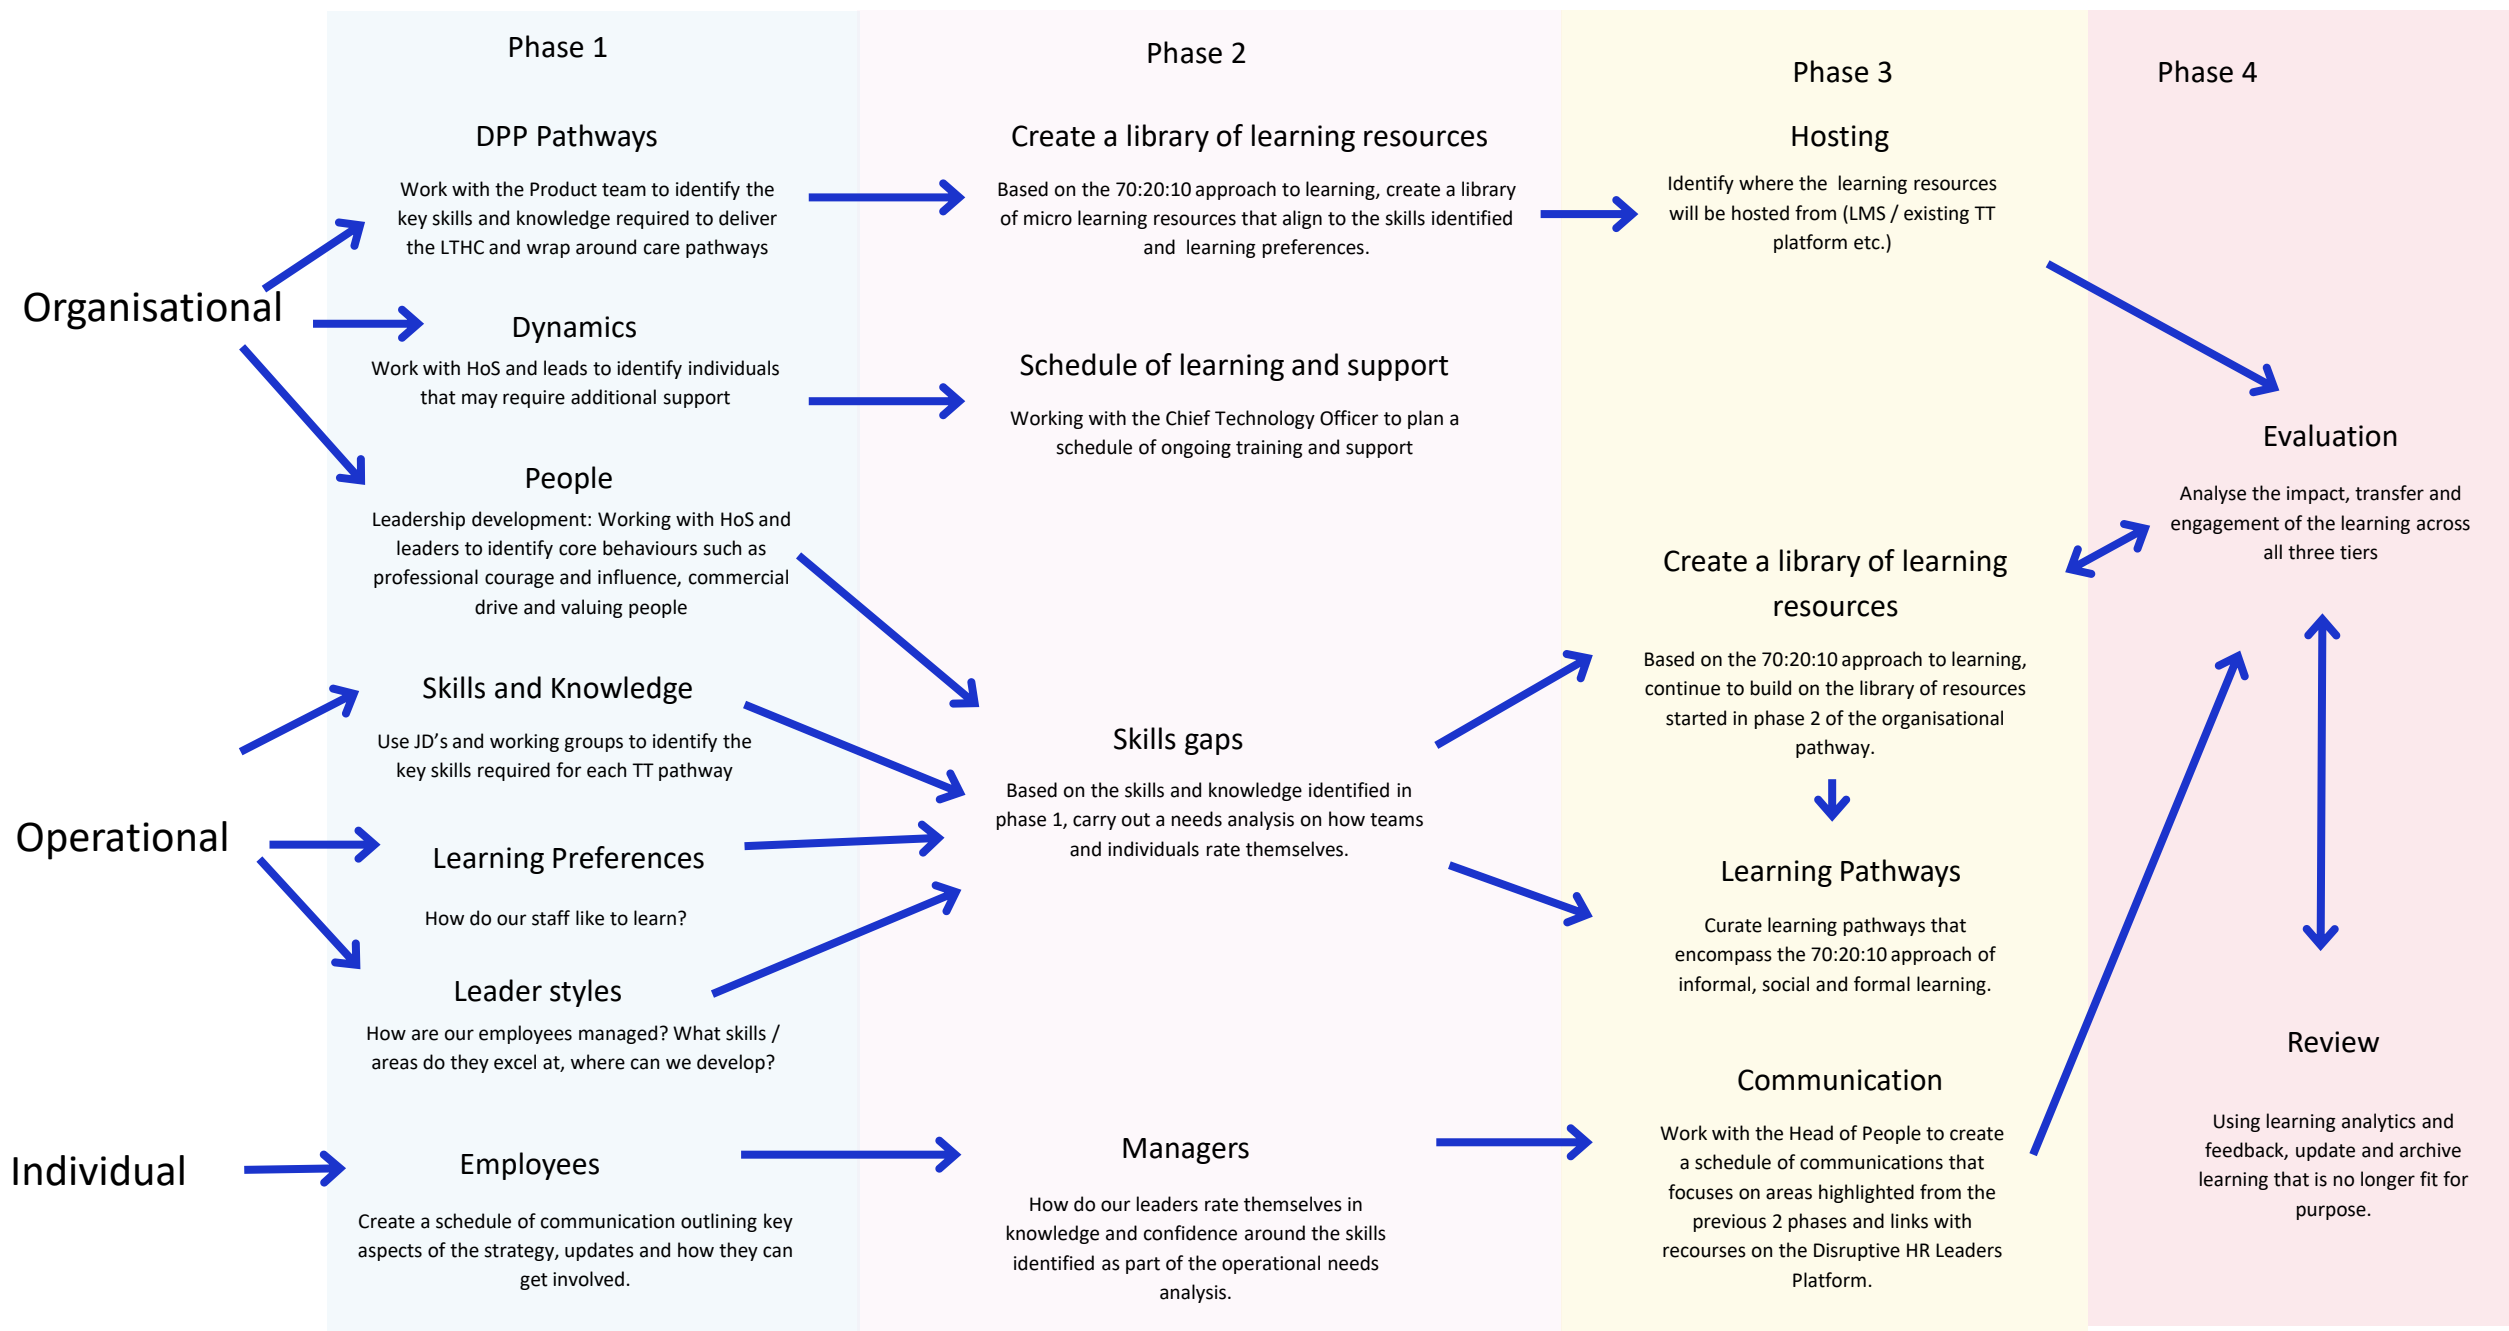 Phase 1
Phase 2
Phase 3
Phase 4
Organisational
DPP Pathways
Work with the Product team to identify the
key skills and knowledge required to deliver
the LTHC and wrap around care pathways
Dynamics
Work with HoS and leads to identify individuals
that may require additional support
People
Leadership development: Working with HoS and
leaders to identify core behaviours such as
professional courage and influence, commercial
drive and valuing people
Operational
Skills and Knowledge
Use JD’s and working groups to identify the
key skills required for each TT pathway
Learning Preferences
How do our staff like to learn?
Leader styles
How are our employees managed? What skills /
areas do they excel at, where can we develop?
Individual
Employees
Create a schedule of communication outlining key
aspects of the strategy, updates and how they can
get involved.
Create a library of learning resources
Based on the 70:20:10 approach to learning, create a library
of micro learning resources that align to the skills identified
and learning preferences.
Schedule of learning and support
Working with the Chief Technology Officer to plan a
schedule of ongoing training and support
Skills gaps
Based on the skills and knowledge identified in
phase 1, carry out a needs analysis on how teams
and individuals rate themselves.
Managers
How do our leaders rate themselves in
knowledge and confidence around the skills
identified as part of the operational needs
analysis.
Hosting
Identify where the learning resources
will be hosted from (LMS / existing TT
platform etc.)
Create a library of learning
resources
Based on the 70:20:10 approach to learning,
continue to build on the library of resources
started in phase 2 of the organisational
pathway.
Learning Pathways
Curate learning pathways that
encompass the 70:20:10 approach of
informal, social and formal learning.
Communication
Work with the Head of People to create
a schedule of communications that
focuses on areas highlighted from the
previous 2 phases and links with
recourses on the Disruptive HR Leaders
Platform.
Evaluation
Analyse the impact, transfer and
engagement of the learning across
all three tiers
Review
Using learning analytics and
feedback, update and archive
learning that is no longer fit for
purpose.